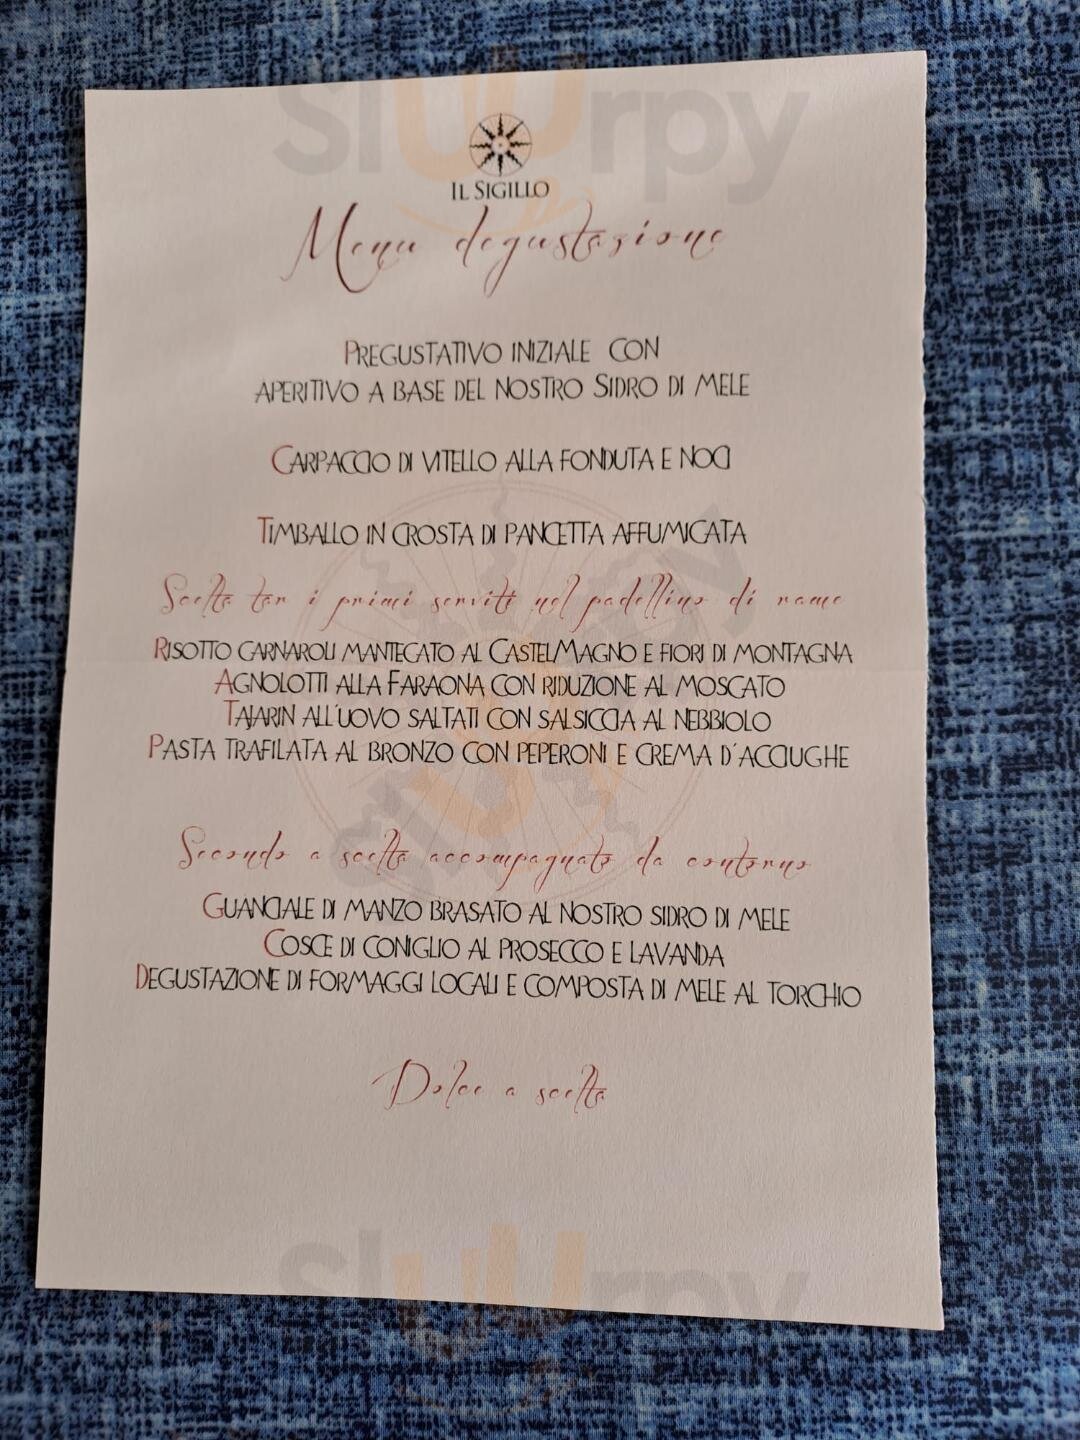 Slurpy
IL SIGILLO
Menu degustazione
PREGUSTATIVO INIZIALE CON
APERITIVO A BASE DEL NOSTRO SIDRO DI MELE
CARPACCIO DI VITELLO ALLA FONDUTA E NOCI
TIMBALLO IN CROSTA DI PANCETTA AFFUMICATA
Scelta tar i primi serviti nel padellino di rame
RISOTTO CARNAROLI MANTECATO AL CASTELMAGNO E FIORI DI MONTAGNA
AGNOLOTTI ALLA FARAONA CON RIDUZIONE AL MOSCATO
TAJARIN ALL'UOVO SALTATI CON SALSICCIA AL NEBBIOLO
PASTA TRAFILATA AL BRONZO CON PEPERONI E CREMA D'ACCIUGHE
Secondo a scelta accompagnato da contorno
GUANCIALE DI MANZO BRASATO AL NOSTRO SIDRO DI MELE
COSCE DI CONIGLIO AL PROSECCO E LAVANDA
DEGUSTAZIONE DI FORMAGGI LOCALI E COMPOSTA DI MELE AL TORCHIO
Dolce a scelta
Slurpy